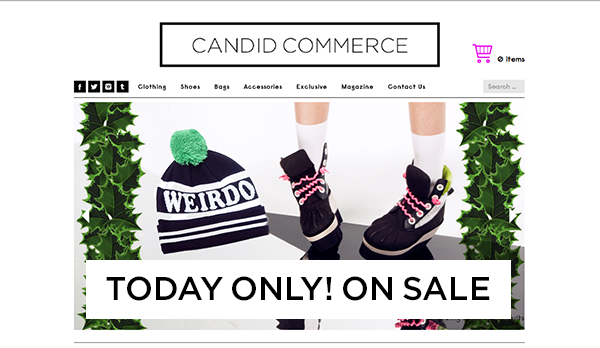 CANDID COMMERCE
0 items
Clothing Shoes Bags Accessories Exclusive Magazine Contact Us
Search ...
WEIRDO
TODAY ONLY! ON SALE